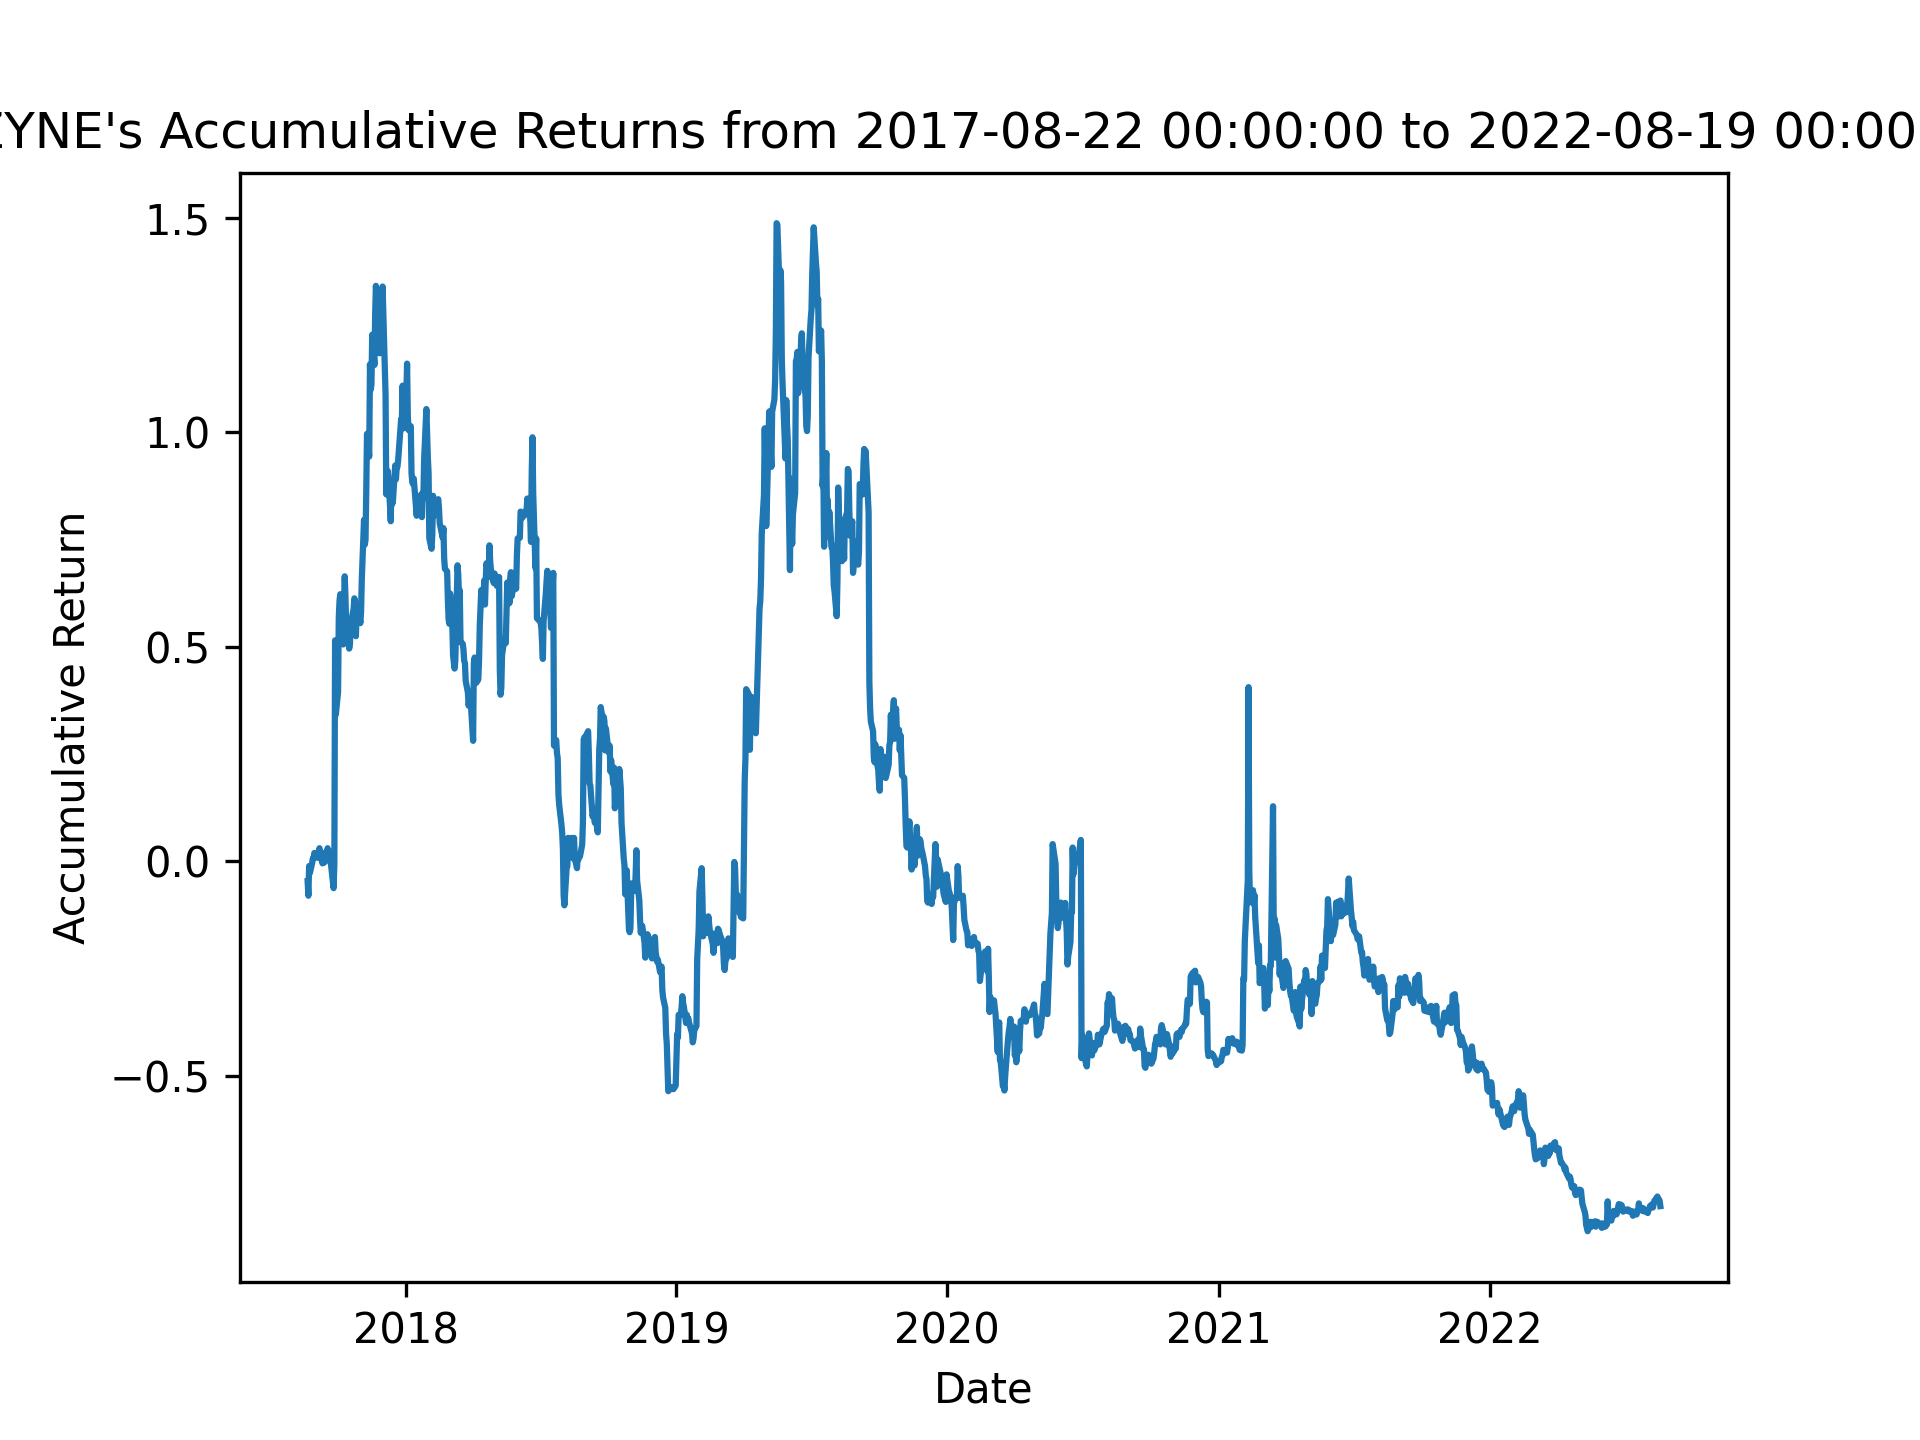 ZYNE's Accumulative Returns from 2017-08-22 00:00:00 to 2022-08-19 00:00
1.5
1.0
0.5
0.0
−0.5
Accumulative Return
2018 2019 2020 2021 2022
Date